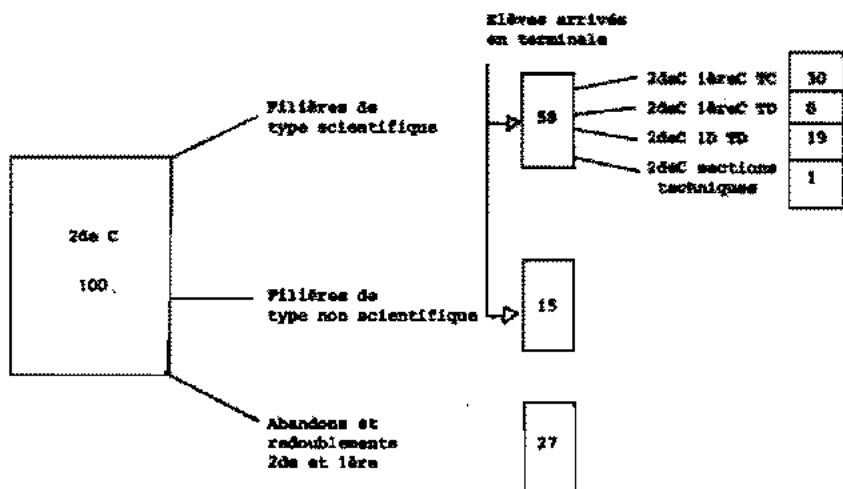 Elèves arrivés
en terminale
2deC 1èreC TC 30
2deC 1èreC TD 8
2deC 1D TD 19
2deC sections
techniques 1
58
Filières de
type scientifique
2de C
100
Filières de
type non scientifique
15
Abandons et
redoublements
2de et 1ère
27